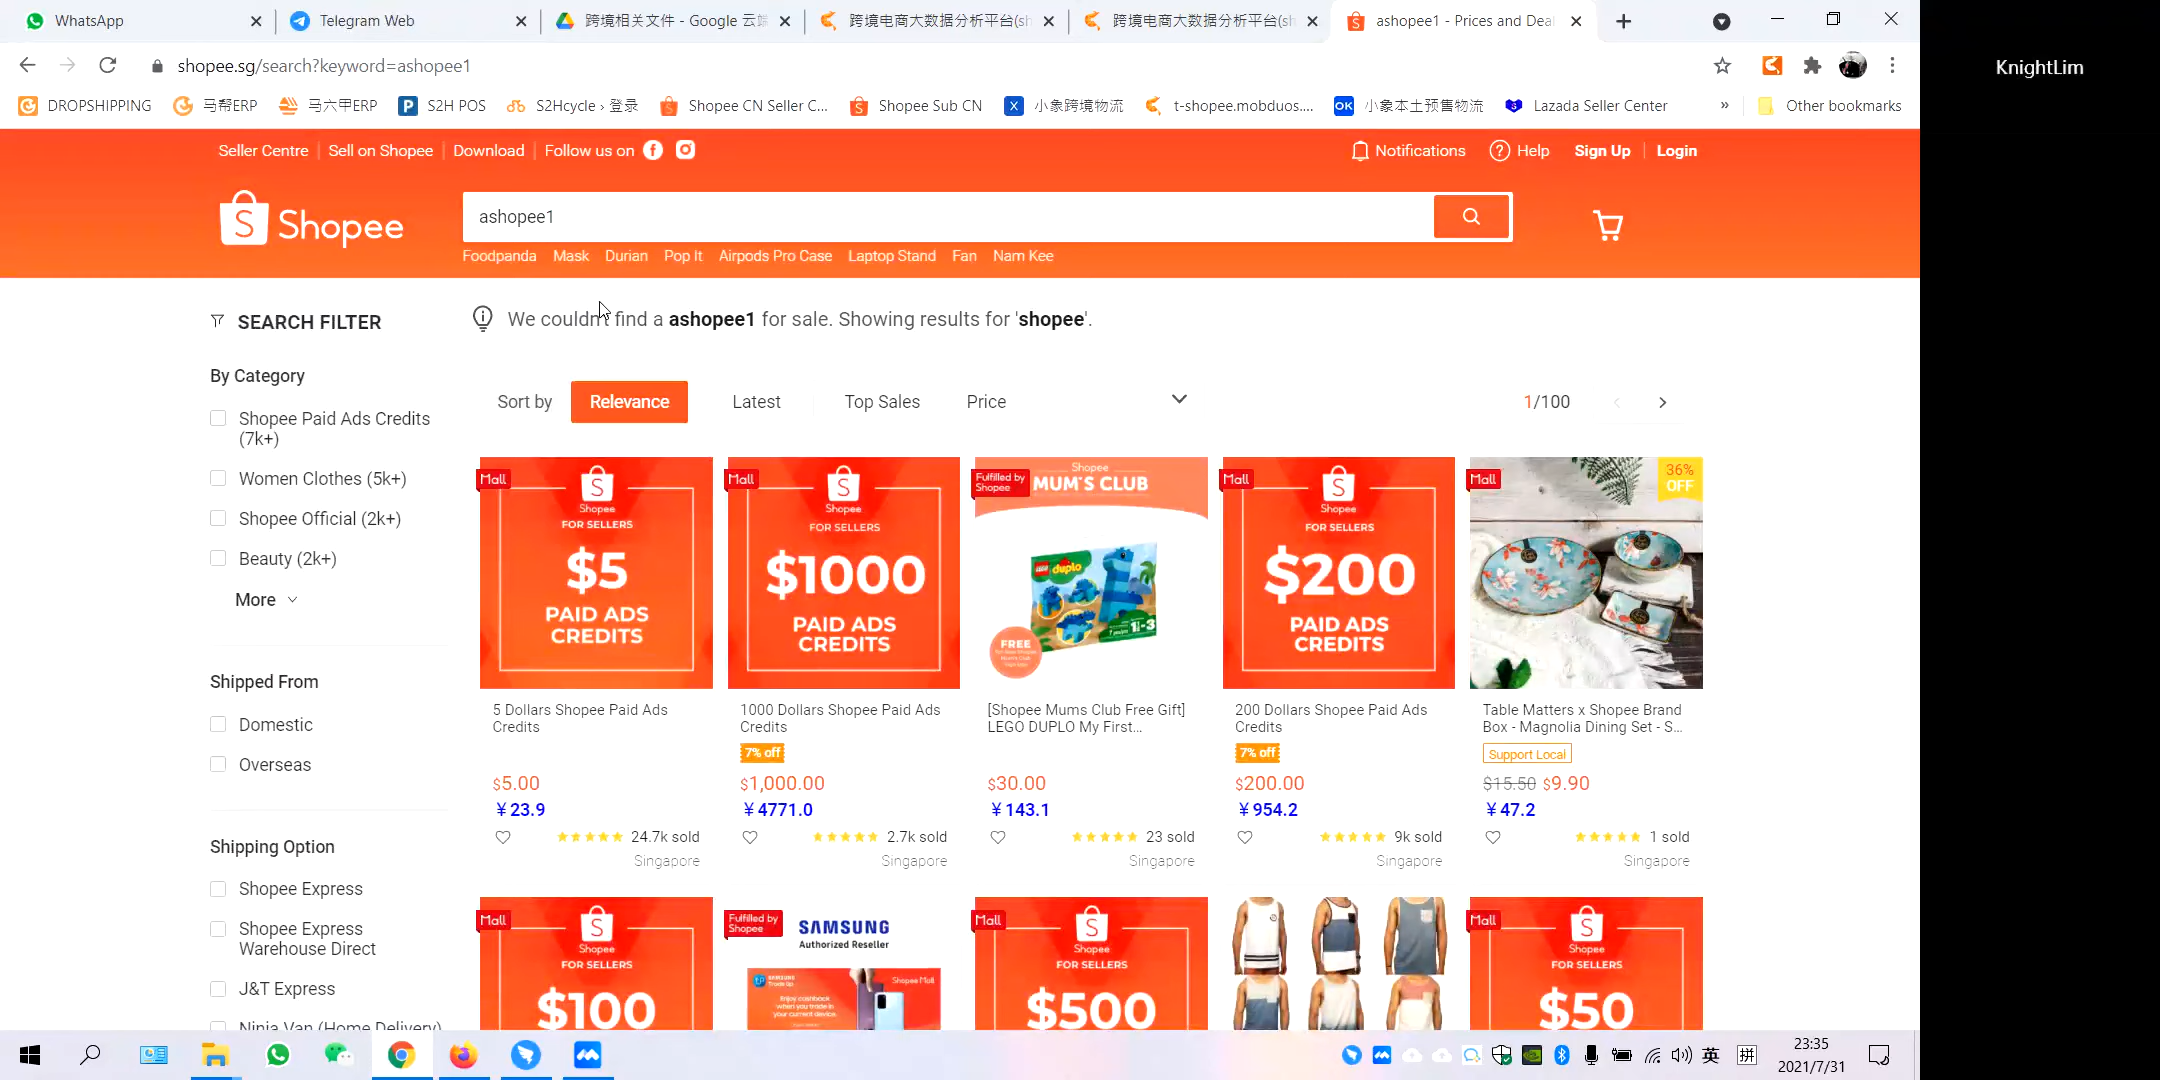 WhatsApp
Telegram Web
跨境相关文件 - Google 云端
跨境电商大数据分析平台(sh
跨境电商大数据分析平台(sh
ashopee1 - Prices and Deal
shopee.sg/search?keyword=ashopee1
KnightLim
DROPSHIPPING
马帮ERP
马六甲ERP
S2H POS
S2Hcycle › 登录
Shopee CN Seller C...
Shopee Sub CN
小象跨境物流
t-shopee.mobduos....
OK
小象本土预售物流
Lazada Seller Center
»
Other bookmarks
Seller Centre
Sell on Shopee
Download
Follow us on
Notifications
Help
Sign Up
Login
Shopee
ashopee1
Foodpanda Mask Durian Pop It Airpods Pro Case Laptop Stand Fan Nam Kee
SEARCH FILTER
We couldn't find a ashopee1 for sale. Showing results for 'shopee'.
By Category
Shopee Paid Ads Credits
(7k+)
Women Clothes (5k+)
Shopee Official (2k+)
Beauty (2k+)
More
Shipped From
Domestic
Overseas
Shipping Option
Shopee Express
Shopee Express
Warehouse Direct
J&T Express
Ninja Van (Home Delivery)
Sort by
Relevance
Latest
Top Sales
Price
1/100
Mall
Shopee
FOR SELLERS
$5
PAID ADS
CREDITS
5 Dollars Shopee Paid Ads
Credits
$5.00
￥23.9
24.7k sold
Singapore
Mall
Shopee
FOR SELLERS
$1000
PAID ADS
CREDITS
1000 Dollars Shopee Paid Ads
Credits
7% off
$1,000.00
￥4771.0
2.7k sold
Singapore
Fulfilled by
Shopee
Shopee
MUM'S CLUB
LEGO duplo
FREE
[Shopee Mums Club Free Gift]
LEGO DUPLO My First...
$30.00
￥143.1
23 sold
Singapore
Mall
Shopee
FOR SELLERS
$200
PAID ADS
CREDITS
200 Dollars Shopee Paid Ads
Credits
7% off
$200.00
￥954.2
9k sold
Singapore
Mall
36%
OFF
Table Matters x Shopee Brand
Box - Magnolia Dining Set - S...
Support Local
$15.50 $9.90
￥47.2
1 sold
Singapore
Mall
Shopee
FOR SELLERS
$100
Fulfilled by
Shopee
SAMSUNG
Authorized Reseller
SAMSUNG
Trade Up
Shopee Mall
Enjoy cashback
when you trade in
your current device.
Mall
Shopee
FOR SELLERS
$500
Mall
Shopee
FOR SELLERS
$50
英
拼
23:35
2021/7/31